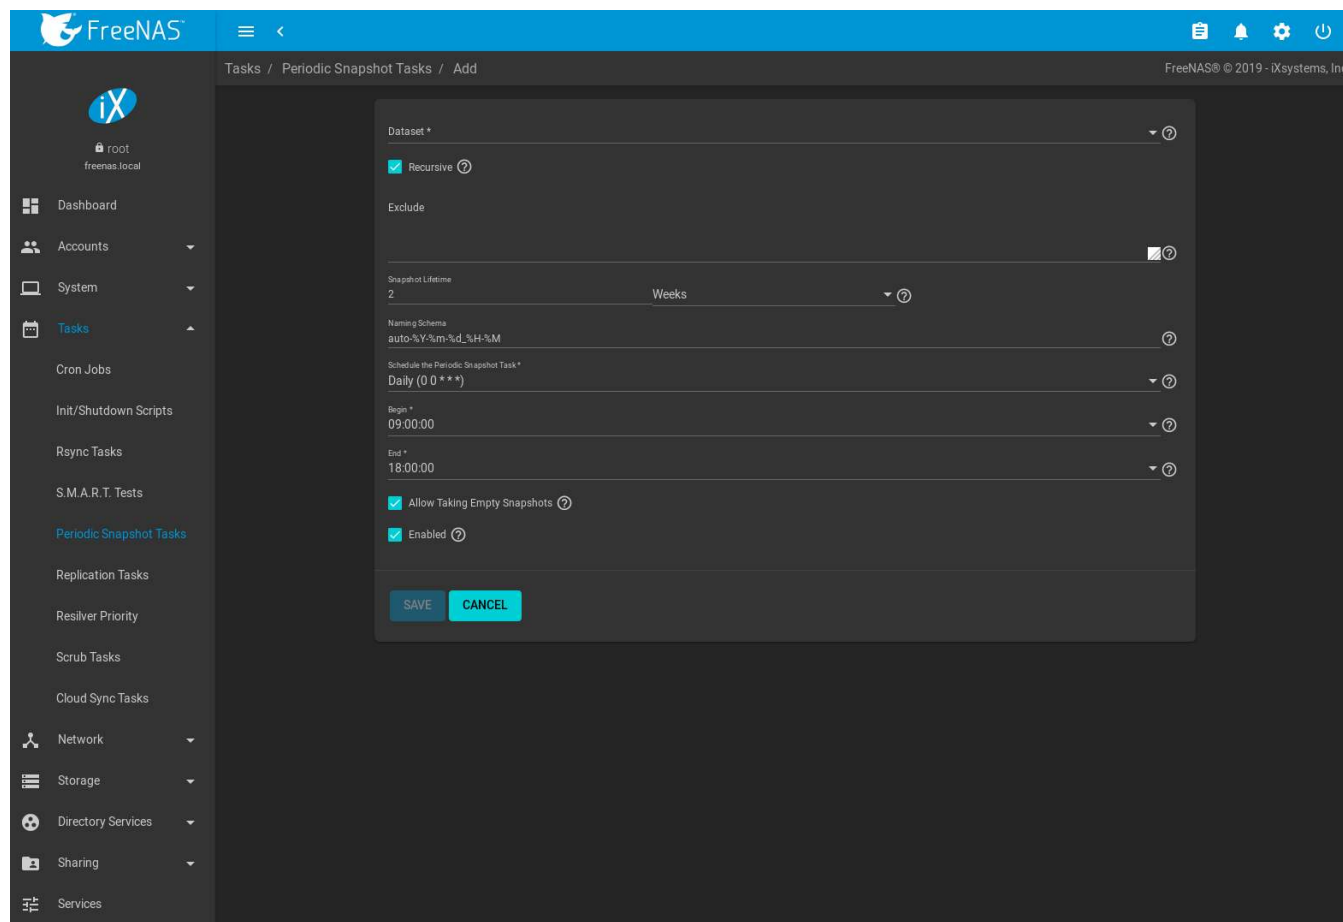 FreeNAS™
Tasks / Periodic Snapshot Tasks / Add
FreeNAS® © 2019 - iXsystems, Inc
iX
root
freenas.local
Dashboard
Accounts
System
Tasks
Cron Jobs
Init/Shutdown Scripts
Rsync Tasks
S.M.A.R.T. Tests
Periodic Snapshot Tasks
Replication Tasks
Resilver Priority
Scrub Tasks
Cloud Sync Tasks
Network
Storage
Directory Services
Sharing
Services
Dataset *
Recursive
Exclude
Snapshot Lifetime
2 Weeks
Naming Schema
auto-%Y-%m-%d_%H-%M
Schedule the Periodic Snapshot Task *
Daily (0 0 * * *)
Begin *
09:00:00
End *
18:00:00
Allow Taking Empty Snapshots
Enabled
SAVE CANCEL